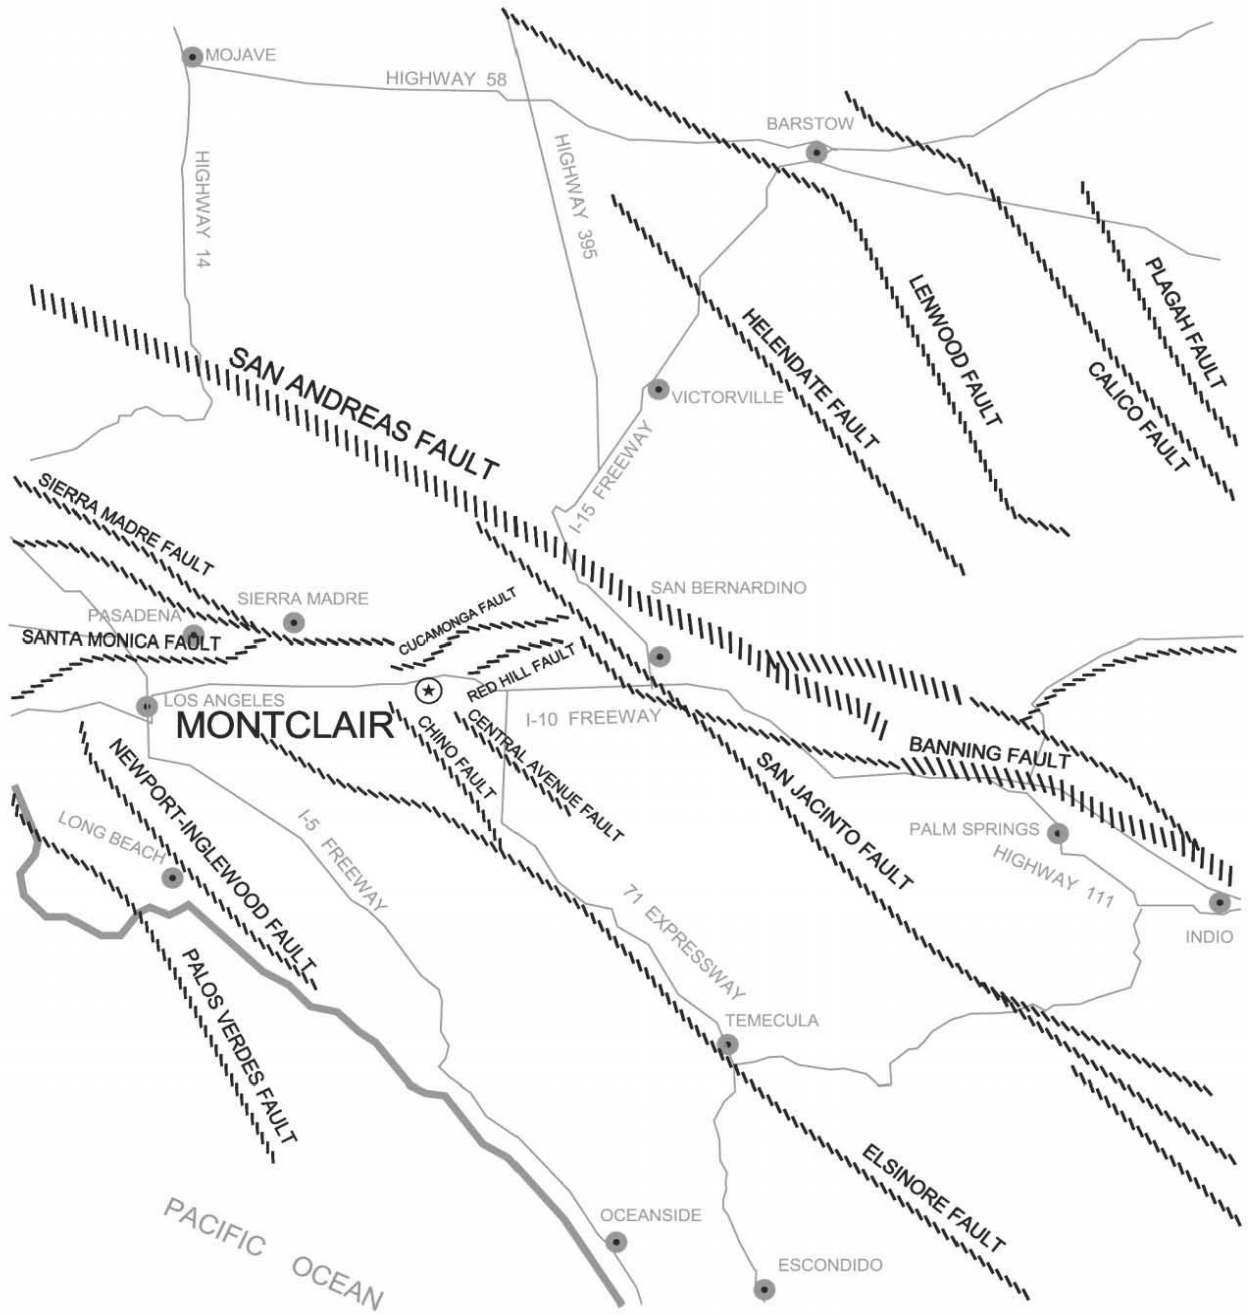 MOJAVE
HIGHWAY 58
BARSTOW
HIGHWAY 14
HIGHWAY 395
PLAGAH FAULT
LENWOOD FAULT
HELENDATE FAULT
CALICO FAULT
SAN ANDREAS FAULT
VICTORVILLE
I-15 FREEWAY
SIERRA MADRE FAULT
SAN BERNARDINO
SIERRA MADRE
PASADENA
CUCAMONGA FAULT
SANTA MONICA FAULT
RED HILL FAULT
LOS ANGELES
MONTCLAIR
I-10 FREEWAY
CHINO FAULT
CENTRAL AVENUE FAULT
BANNING FAULT
NEWPORT-INGLEWOOD FAULT
SAN JACINTO FAULT
LONG BEACH
I-5 FREEWAY
PALM SPRINGS
HIGHWAY 111
71 EXPRESSWAY
INDIO
PALOS VERDES FAULT
TEMECULA
ELSINORE FAULT
PACIFIC OCEAN
OCEANSIDE
ESCONDIDO